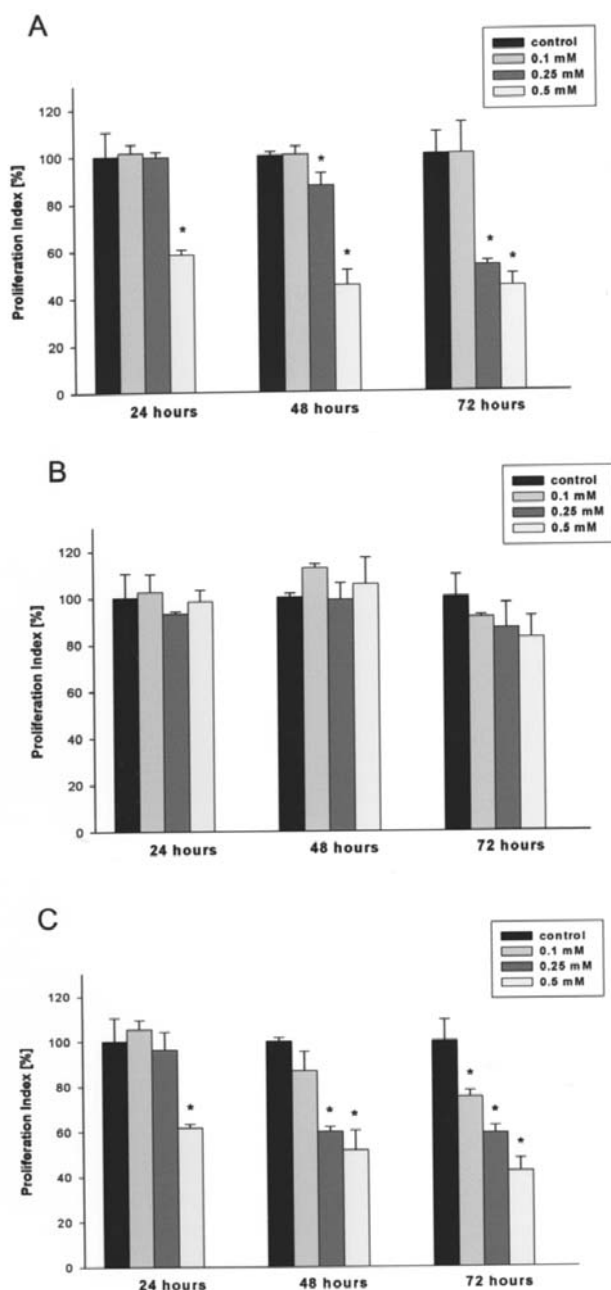 A
control
0.1 mM
0.25 mM
0.5 mM
Proliferation Index [%]
120
100
80
60
40
20
0
*
*
*
*
*
24 hours
48 hours
72 hours
B
control
0.1 mM
0.25 mM
0.5 mM
Proliferation Index [%]
120
100
80
60
40
20
0
24 hours
48 hours
72 hours
C
control
0.1 mM
0.25 mM
0.5 mM
Proliferation Index [%]
120
100
80
60
40
20
0
*
*
*
*
*
*
24 hours
48 hours
72 hours